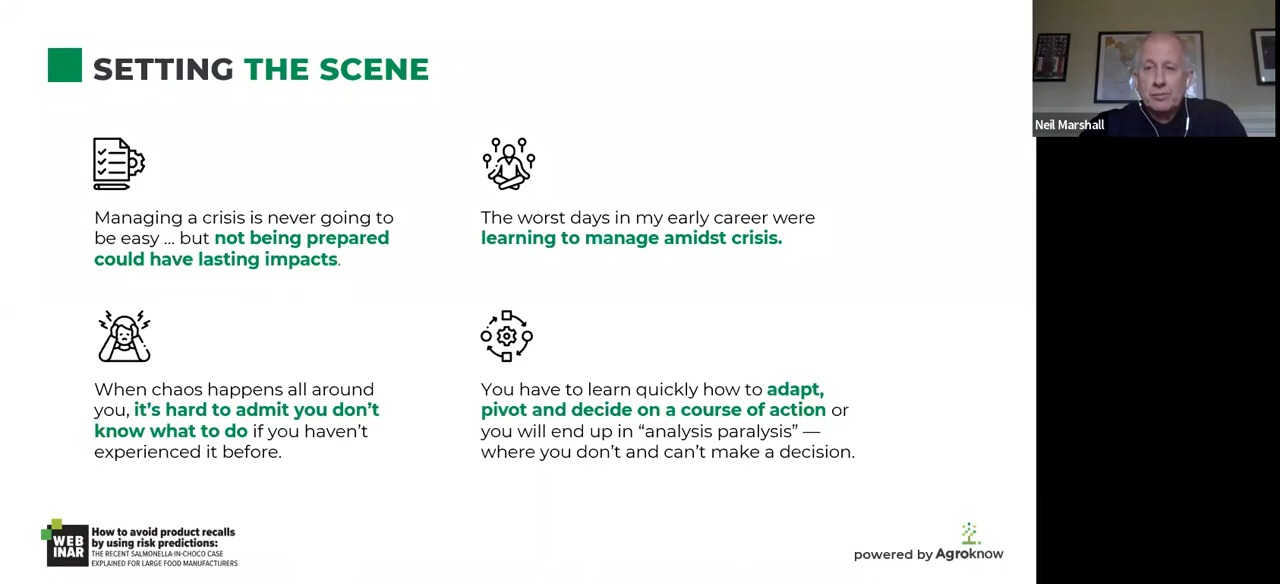 SETTING THE SCENE
Neil Marshall
Managing a crisis is never going to
be easy ... but not being prepared
could have lasting impacts.
The worst days in my early career were
learning to manage amidst crisis.
When chaos happens all around
you, it’s hard to admit you don’t
know what to do if you haven’t
experienced it before.
You have to learn quickly how to adapt,
pivot and decide on a course of action or
you will end up in “analysis paralysis” —
where you don’t and can’t make a decision.
WEB
INAR
How to avoid product recalls
by using risk predictions:
THE RECENT SALMONELLA-IN-CHOCO CASE
EXPLAINED FOR LARGE FOOD MANUFACTURERS
powered by Agroknow